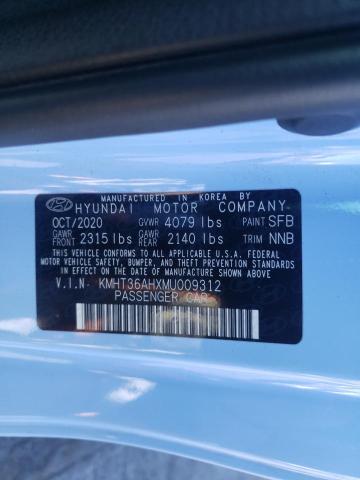 MANUFACTURED IN KOREA BY
HYUNDAI MOTOR COMPANY
OCT/2020 GVWR 4079 lbs PAINT SFB
GAWR FRONT 2315 lbs GAWR REAR 2140 lbs TRIM NNB
THIS VEHICLE CONFORMS TO ALL APPLICABLE U.S.A. FEDERAL
MOTOR VEHICLE SAFETY, BUMPER, AND THEFT PREVENTION
STANDARDS IN EFFECT ON THE DATE OF MANUFACTURE SHOWN ABOVE.
V.I.N- KMHT36AHXMU009312
PASSENGER CAR